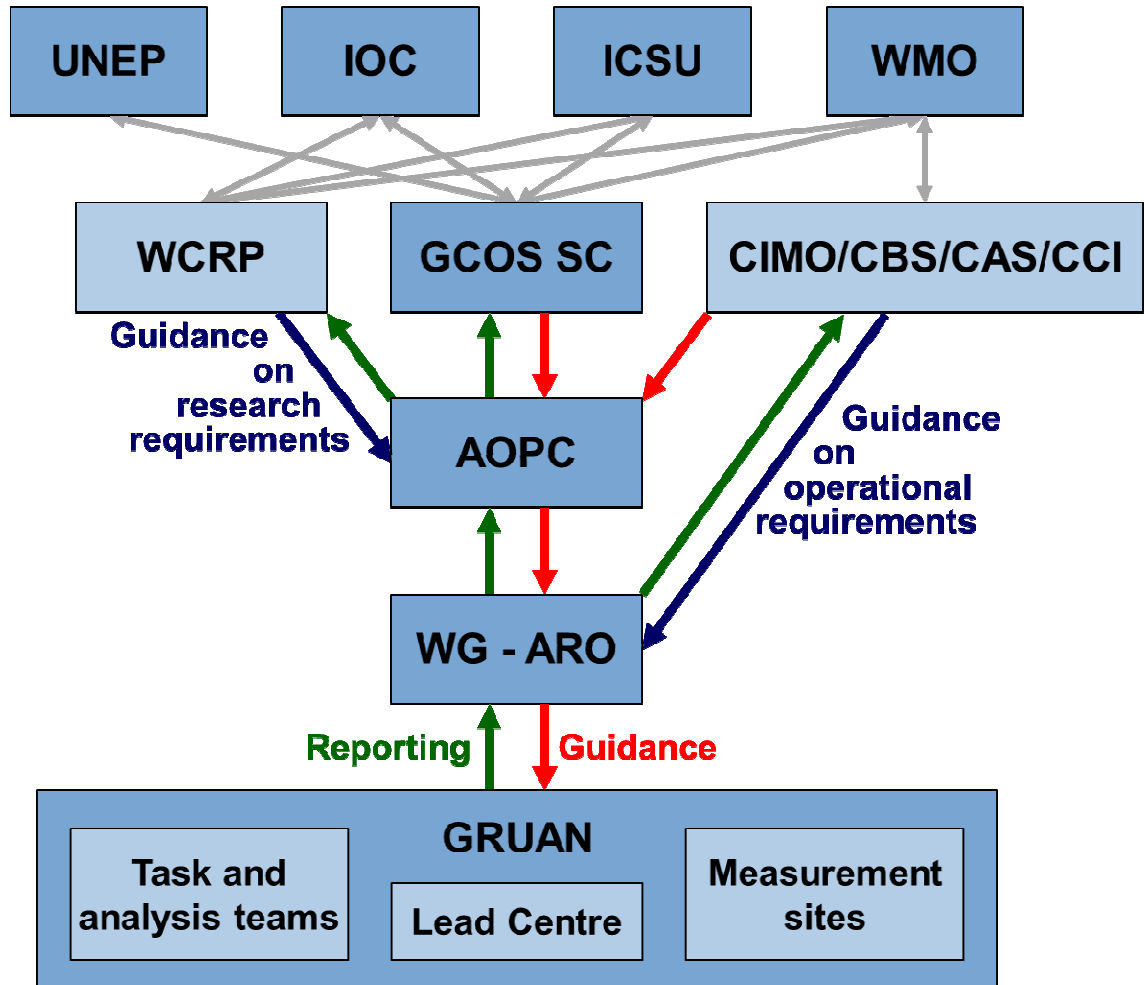 UNEP
IOC
ICSU
WMO
WCRP
GCOS SC
CIMO/CBS/CAS/CCI
Guidance
on
research
requirements
AOPC
Guidance
on
operational
requirements
WG - ARO
Reporting
Guidance
GRUAN
Task and
analysis teams
Lead Centre
Measurement
sites